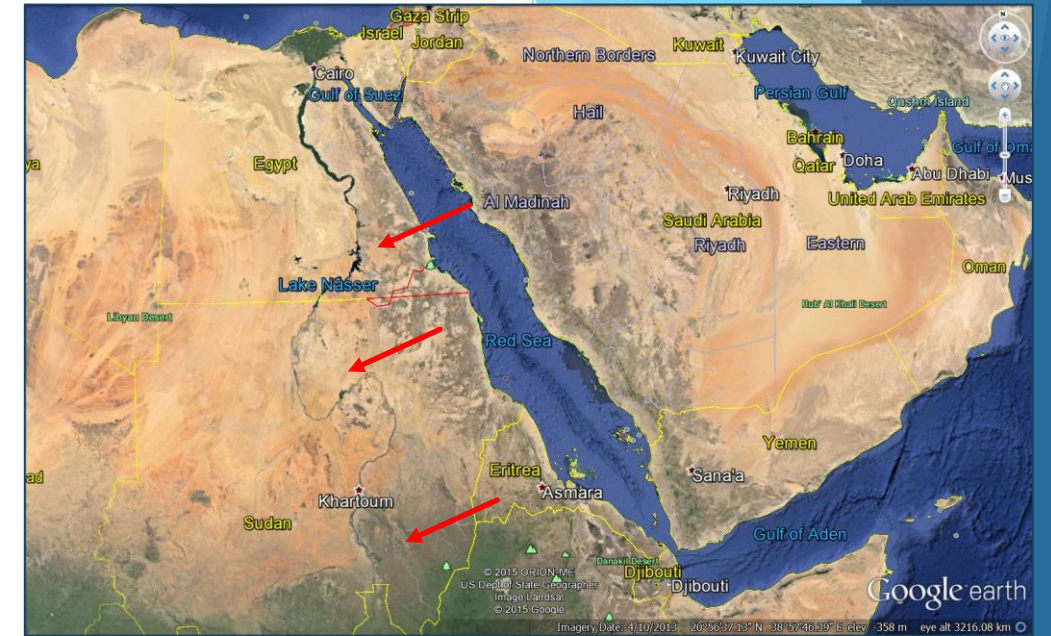 Gaza Strip
Israel
Jordan
Northern Borders
Kuwait
Kuwait City
Cairo
Gulf of Suez
Persian Gulf
Qushm Island
Hail
Bahrain
Gulf of Oma
Egypt
Qatar
Doha
Abu Dhabi
Mus
Al Madinah
Riyadh
United Arab Emirates
Saudi Arabia
Riyadh
Eastern
Oman
Lake Nasser
Libyan Desert
Rub' Al Khali Desert
Red Sea
Yemen
Eritrea
Sana'a
ad
Asmara
Khartoum
Sudan
Gulf of Aden
Danakil Desert
Djibouti
Djibouti
© 2015 ORION-ME
US Dept of State Geographer
Image Landsat
© 2015 Google
Google earth
Imagery Date: 4/10/2013 20°56'37.13" N 38°57'46.39" E elev -358 m eye alt 3216.08 km